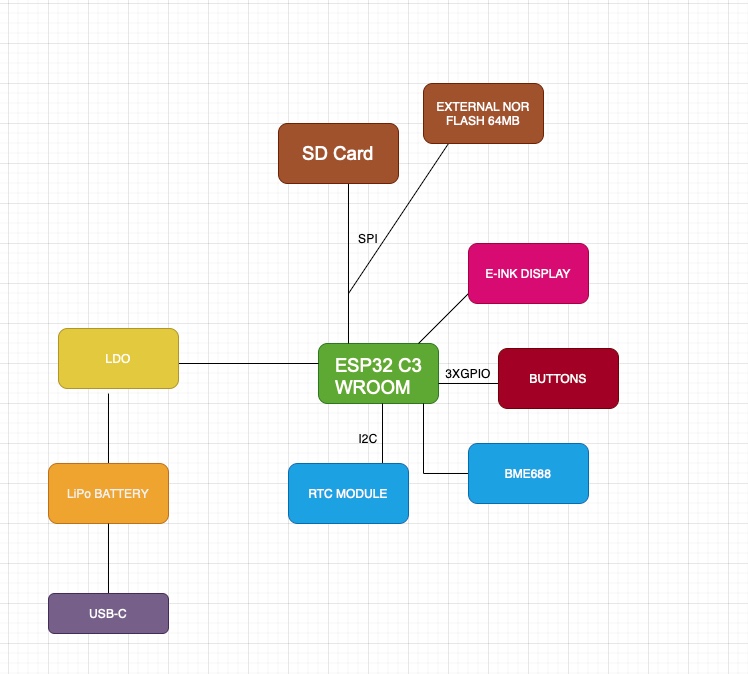 EXTERNAL NOR
FLASH 64MB
SD Card
SPI
E-INK DISPLAY
LDO
ESP32 C3
WROOM
3XGPIO
BUTTONS
I2C
BME688
LiPo BATTERY
RTC MODULE
USB-C